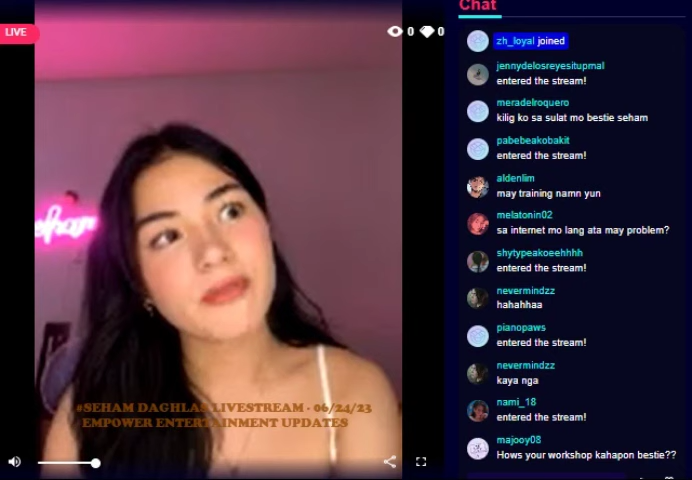 Chat
LIVE
0 0
zh_loyal joined
jennydelosreyesitupmal
entered the stream!
meradelroquero
kilig ko sa sulat mo bestie seham
pabebeakobakit
entered the stream!
aldenlim
may training namn yun
melatonin02
sa internet mo lang ata may problem?
shytypeakoeehhhh
entered the stream!
nevermindzz
hahahhaa
pianopaws
entered the stream!
nevermindzz
kaya nga
nami_18
entered the stream!
majooy08
Hows your workshop kahapon bestie??
#SEHAM DAGHLAS LIVESTREAM - 06/24/23
EMPOWER ENTERTAINMENT UPDATES